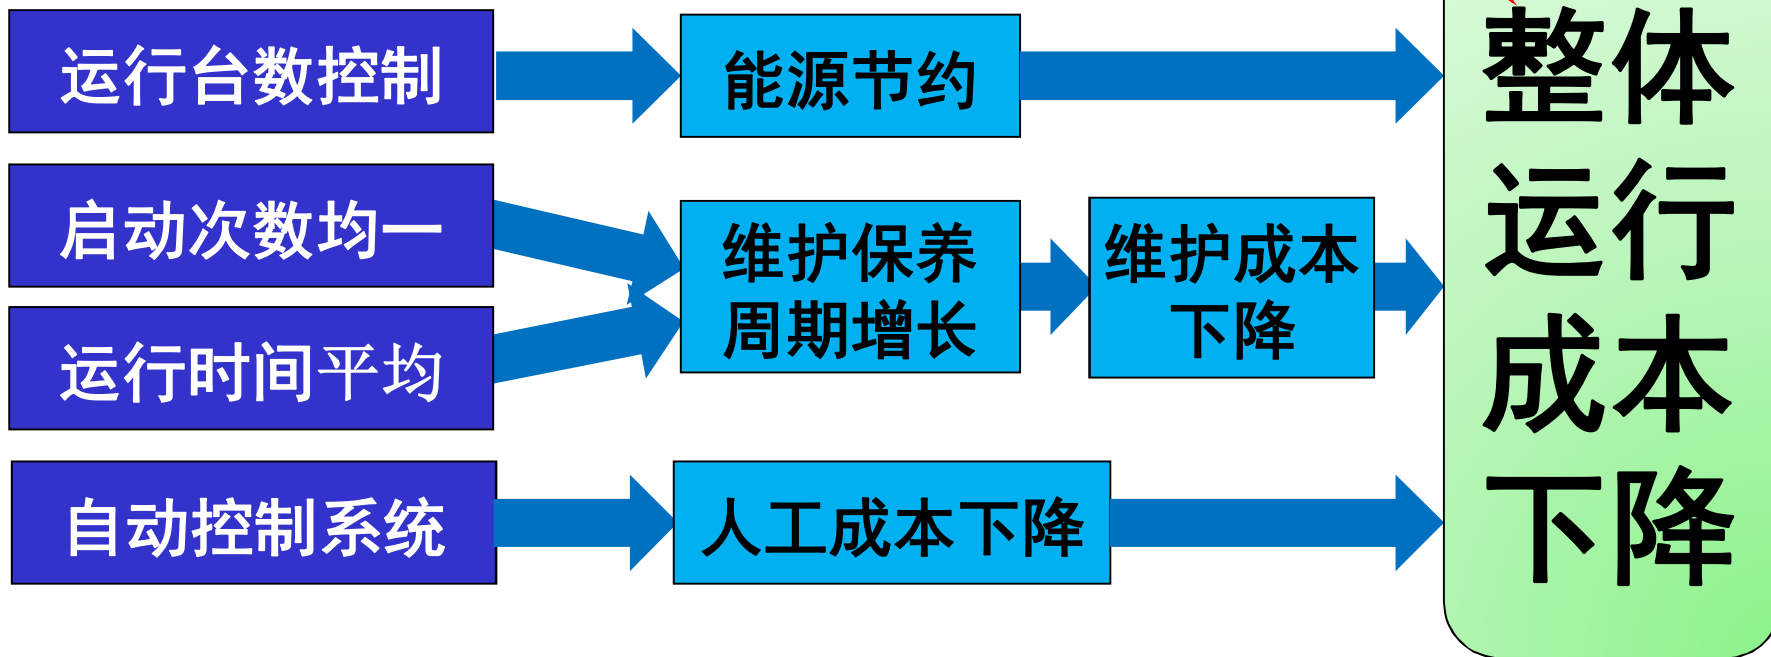 运行台数控制
能源节约
启动次数均一
运行时间平均
维护保养
周期增长
维护成本
下降
自动控制系统
人工成本下降
整体
运行
成本
下降